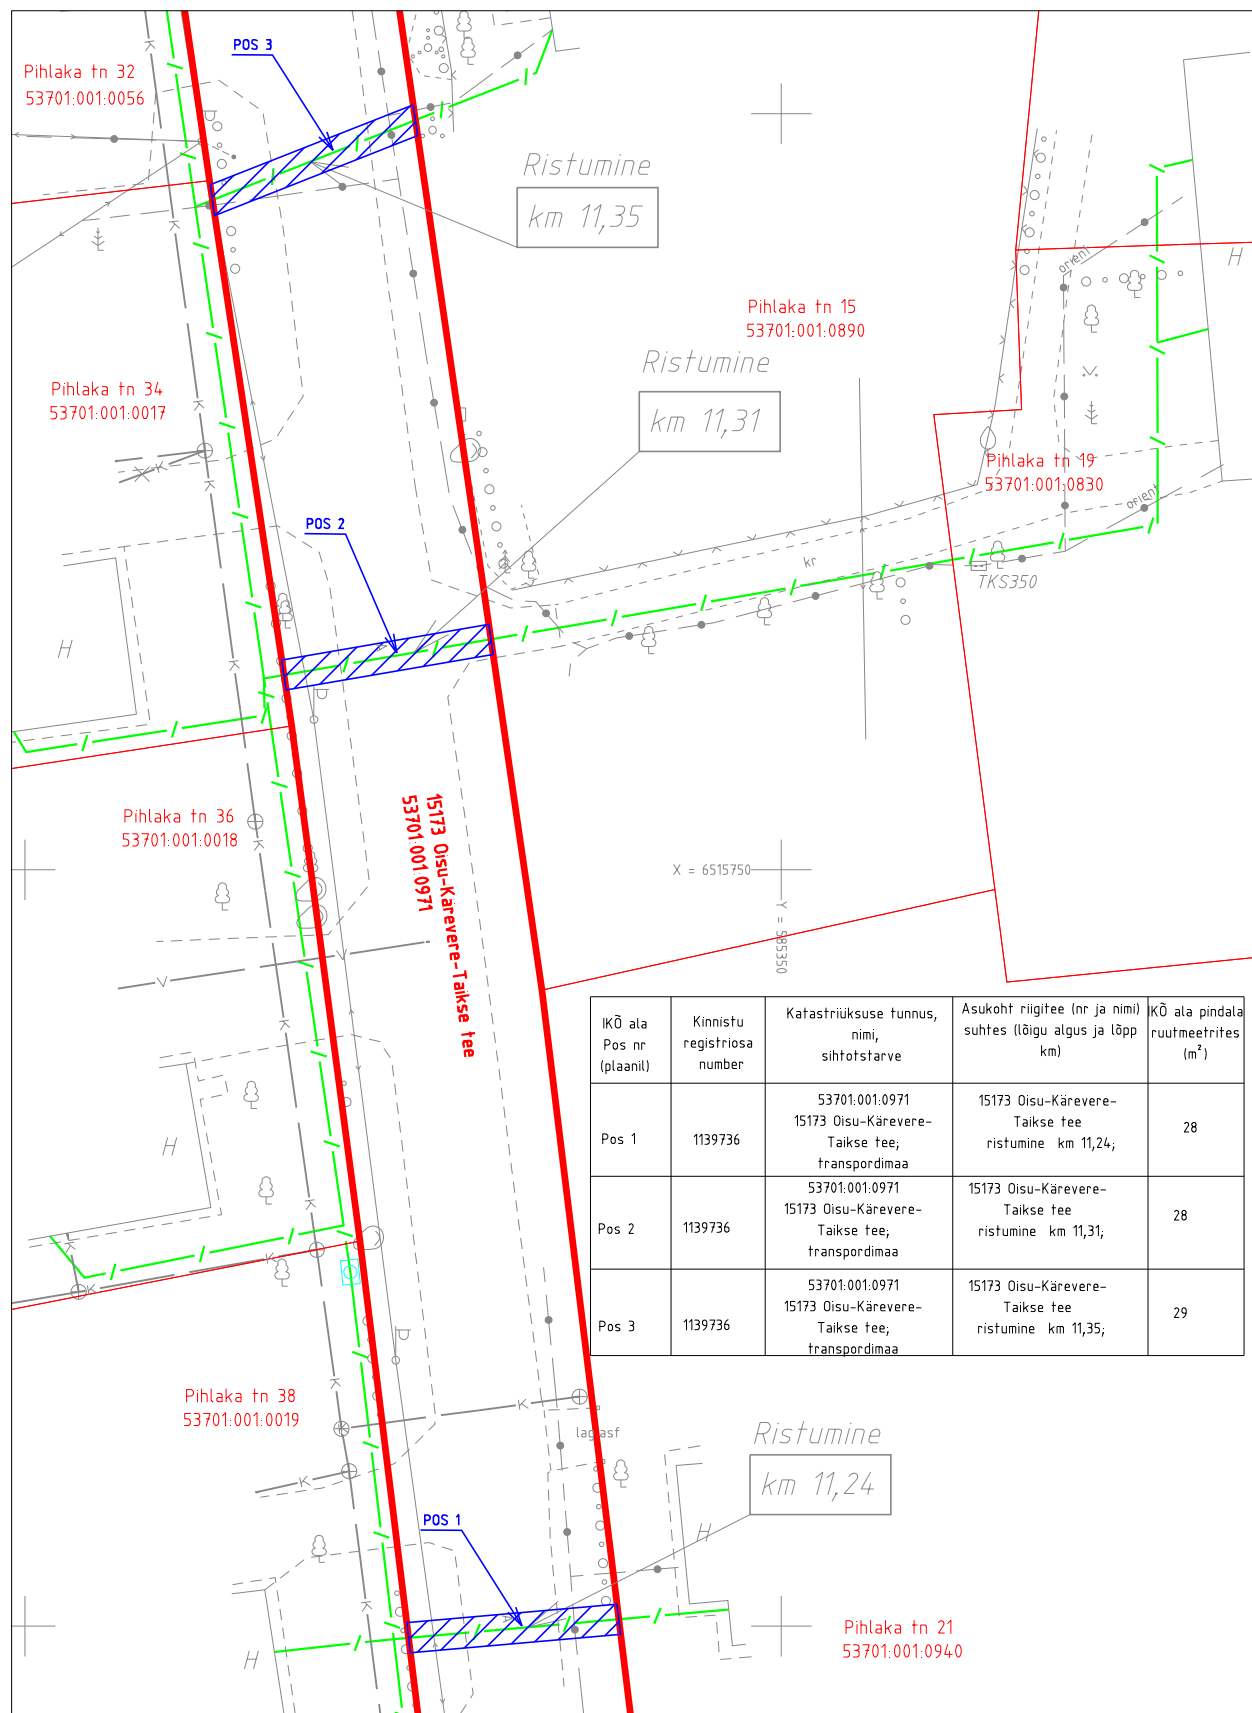 POS 3
Pihlaka tn 32
53701:001:0056
Ristumine
km 11,35
orient
H
Pihlaka tn 15
53701:001:0890
Ristumine
km 11,31
Pihlaka tn 34
53701:001:0017
K
Pihlaka tn 19
53701:001:0830
orient
POS 2
kr
TKS350
H
15173 Oisu-Kärevere-Taikse tee
53701:001:0971
Pihlaka tn 36
53701:001:0018
X = 6515750
Y = 585350
V V
H
IKÕ ala
Pos nr
(plaanil)
Kinnistu
registriosa
number
Katastriüksuse tunnus,
nimi,
sihtotstarve
Asukoht riigitee (nr ja nimi)
suhtes (lõigu algus ja lõpp
km)
IKÕ ala pindala
ruutmeetrites
(m²)
Pos 1
1139736
53701:001:0971
15173 Oisu-Kärevere-
Taikse tee;
transpordimaa
15173 Oisu-Kärevere-
Taikse tee
ristumine km 11,24;
28
Pos 2
1139736
53701:001:0971
15173 Oisu-Kärevere-
Taikse tee;
transpordimaa
15173 Oisu-Kärevere-
Taikse tee
ristumine km 11,31;
28
Pos 3
1139736
53701:001:0971
15173 Oisu-Kärevere-
Taikse tee;
transpordimaa
15173 Oisu-Kärevere-
Taikse tee
ristumine km 11,35;
29
Pihlaka tn 38
53701:001:0019
K
Ristumine
km 11,24
K
POS 1
H
H
Pihlaka tn 21
53701:001:0940